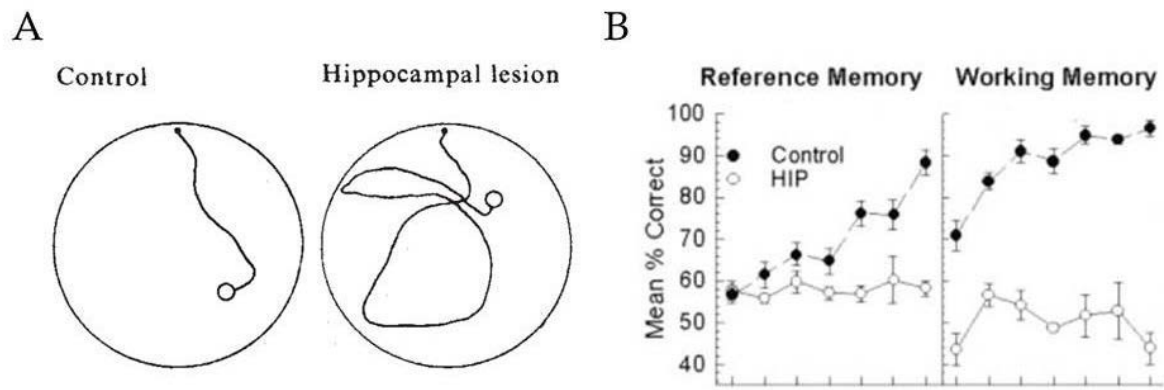 A
B
Control
Hippocampal lesion
Reference Memory
Working Memory
Mean % Correct
100
90
80
70
60
50
40
Control
HIP